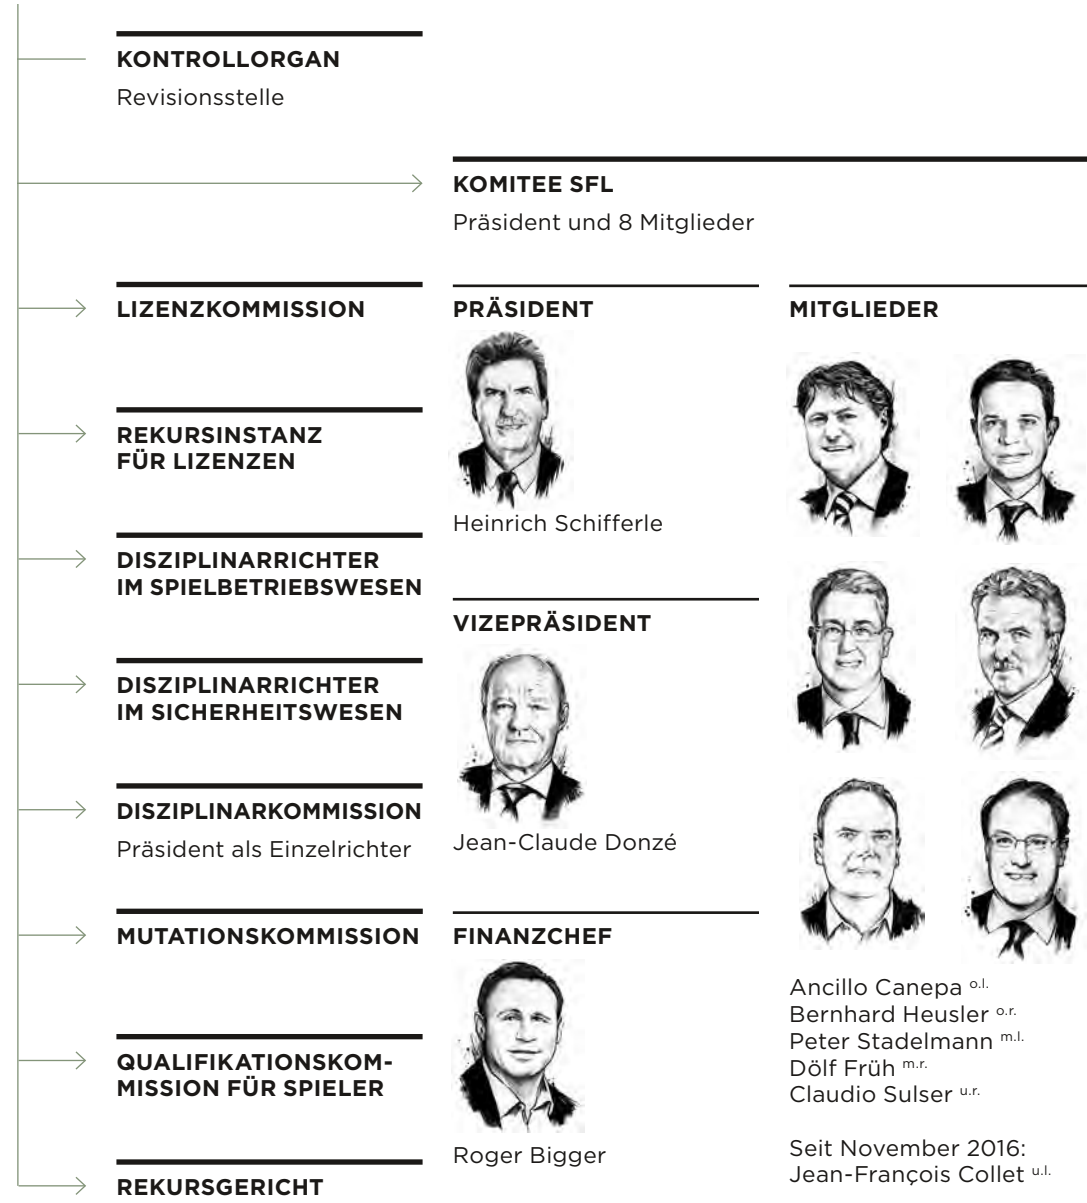 KONTROLLORGAN
Revisionsstelle
KOMITEE SFL
Präsident und 8 Mitglieder
LIZENZKOMMISSION
REKURSINSTANZ
FÜR LIZENZEN
DISZIPLINARRICHTER
IM SPIELBETRIEBSWESEN
DISZIPLINARRICHTER
IM SICHERHEITSWESEN
DISZIPLINARKOMMISSION
Präsident als Einzelrichter
MUTATIONSKOMMISSION
QUALIFIKATIONSKOM-
MISSION FÜR SPIELER
REKURSGERICHT
PRÄSIDENT
Heinrich Schifferle
VIZEPRÄSIDENT
Jean-Claude Donzé
FINANZCHEF
Roger Bigger
MITGLIEDER
Ancillo Canepa o.l.
Bernhard Heusler o.r.
Peter Stadelmann m.l.
Dölf Früh m.r.
Claudio Sulser u.r.
Seit November 2016:
Jean-François Collet u.l.